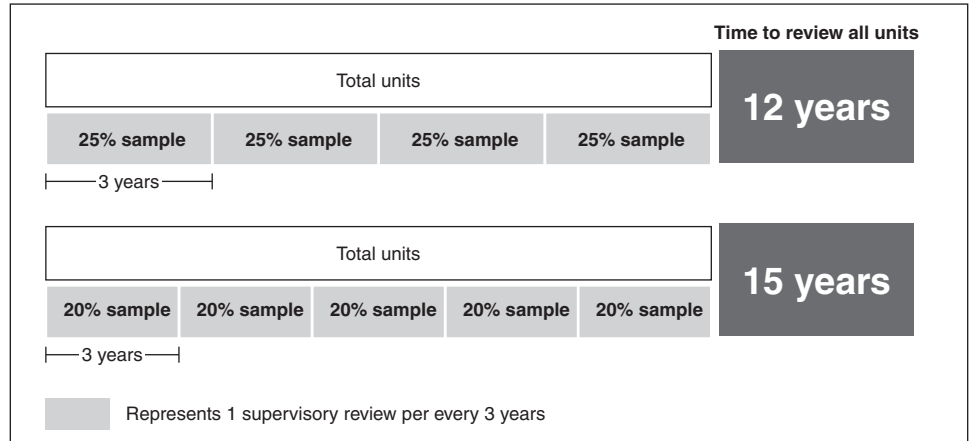 Time to review all units
Total units
12 years
25% sample 25% sample 25% sample 25% sample
3 years
Total units
15 years
20% sample 20% sample 20% sample 20% sample 20% sample
3 years
Represents 1 supervisory review per every 3 years